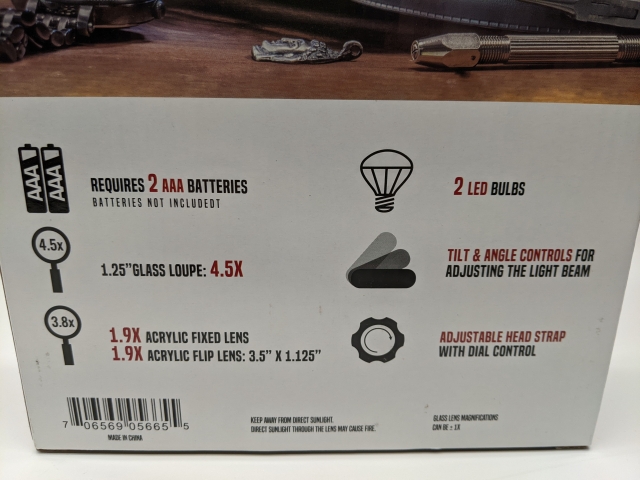 AAA AAA
REQUIRES 2 AAA BATTERIES
BATTERIES NOT INCLUDEDT
2 LED BULBS
4.5x
1.25"GLASS LOUPE: 4.5X
TILT & ANGLE CONTROLS FOR
ADJUSTING THE LIGHT BEAM
3.8x
1.9X ACRYLIC FIXED LENS
1.9X ACRYLIC FLIP LENS: 3.5" X 1.125"
ADJUSTABLE HEAD STRAP
WITH DIAL CONTROL
7 06569 05665 5
MADE IN CHINA
KEEP AWAY FROM DIRECT SUNLIGHT.
DIRECT SUNLIGHT THROUGH THE LENS MAY CAUSE FIRE.
GLASS LENS MAGNIFICATIONS
CAN BE ± 1X